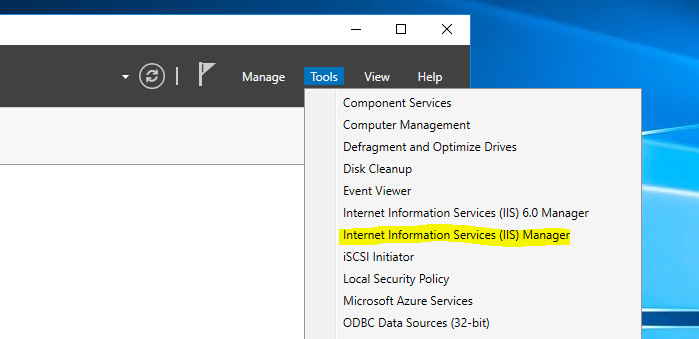 Manage Tools View Help
Component Services
Computer Management
Defragment and Optimize Drives
Disk Cleanup
Event Viewer
Internet Information Services (IIS) 6.0 Manager
Internet Information Services (IIS) Manager
iSCSI Initiator
Local Security Policy
Microsoft Azure Services
ODBC Data Sources (32-bit)